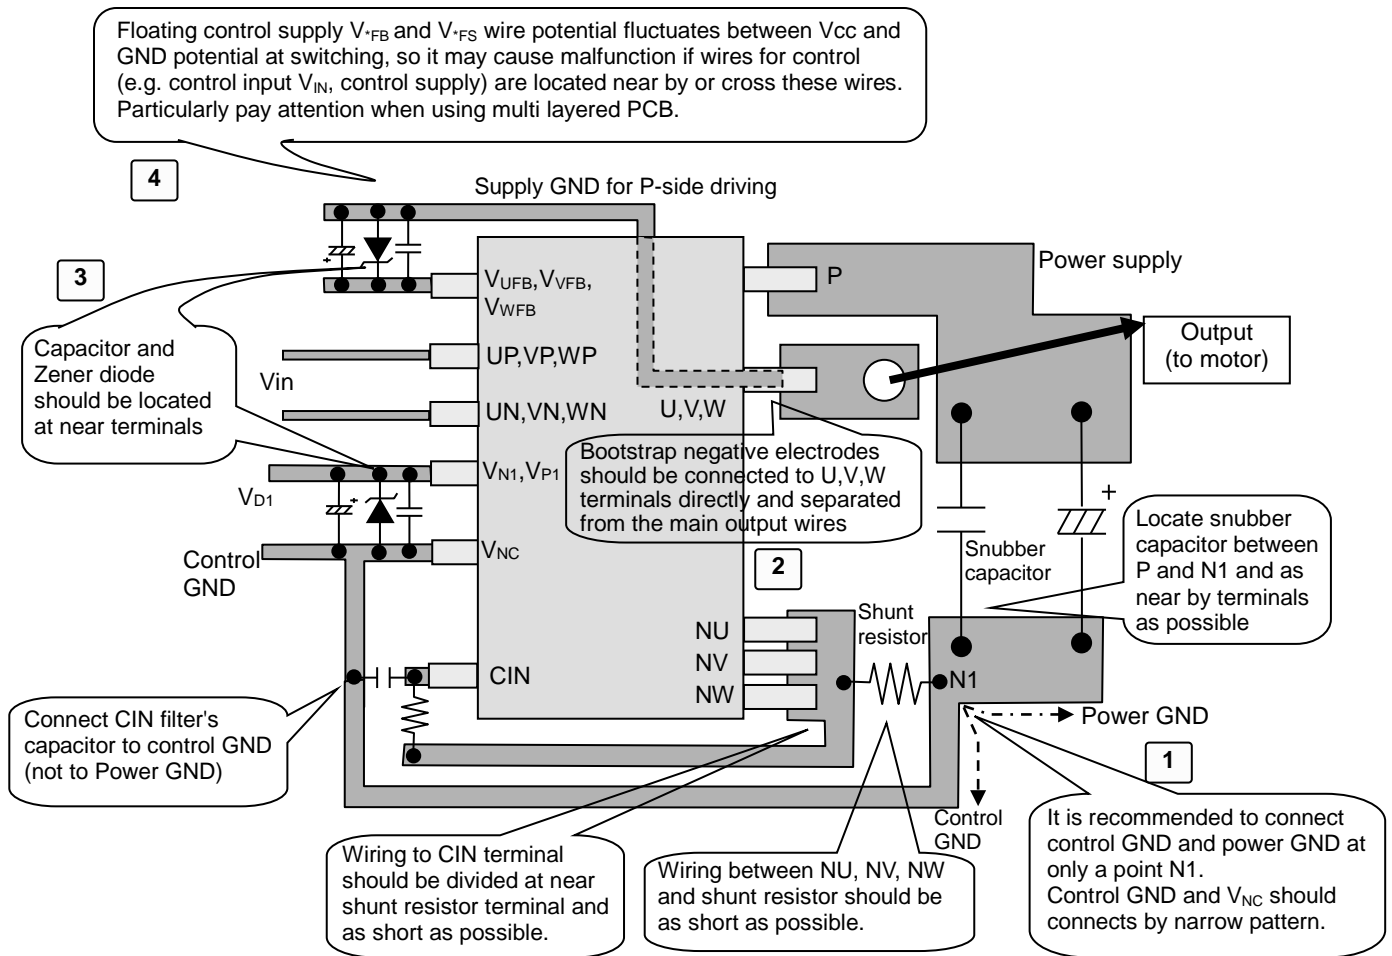 Floating control supply V*FB and V*FS wire potential fluctuates between Vcc and
GND potential at switching, so it may cause malfunction if wires for control
(e.g. control input VIN, control supply) are located near by or cross these wires.
Particularly pay attention when using multi layered PCB.
4
Supply GND for P-side driving
3
VUFB,VVFB,
VWFB
P
Power supply
Output
(to motor)
Capacitor and
Zener diode
should be located
at near terminals
Vin
UP,VP,WP
UN,VN,WN
U,V,W
Bootstrap negative electrodes
should be connected to U,V,W
terminals directly and separated
from the main output wires
VN1,VP1
VD1
+
+
+
Control
GND
VNC
2
Snubber
capacitor
Locate snubber
capacitor between
P and N1 and as
near by terminals
as possible
Shunt
resistor
NU
NV
NW
CIN
N1
Connect CIN filter's
capacitor to control GND
(not to Power GND)
Power GND
1
Control
GND
Wiring to CIN terminal
should be divided at near
shunt resistor terminal and
as short as possible.
Wiring between NU, NV, NW
and shunt resistor should be
as short as possible.
It is recommended to connect
control GND and power GND at
only a point N1.
Control GND and VNC should
connects by narrow pattern.